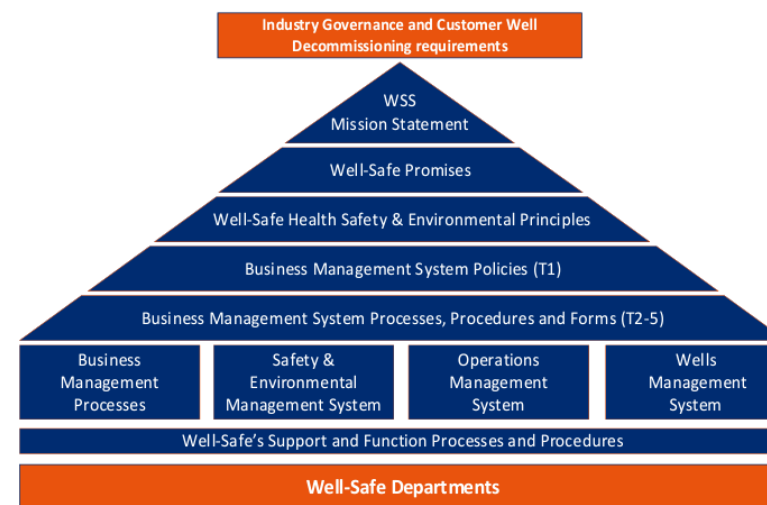 Industry Governance and Customer Well
Decommissioning requirements
WSS
Mission Statement
Well-Safe Promises
Well-Safe Health Safety & Environmental Principles
Business Management System Policies (T1)
Business Management System Processes, Procedures and Forms (T2-5)
Business
Management
Processes
Safety &
Environmental
Management System
Operations
Management
System
Wells
Management
System
Well-Safe’s Support and Function Processes and Procedures
Well-Safe Departments